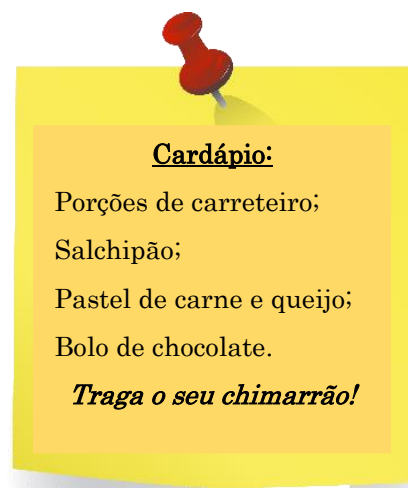 Cardápio:
Porções de carreteiro;
Salchipão;
Pastel de carne e queijo;
Bolo de chocolate.
Traga o seu chimarrão!